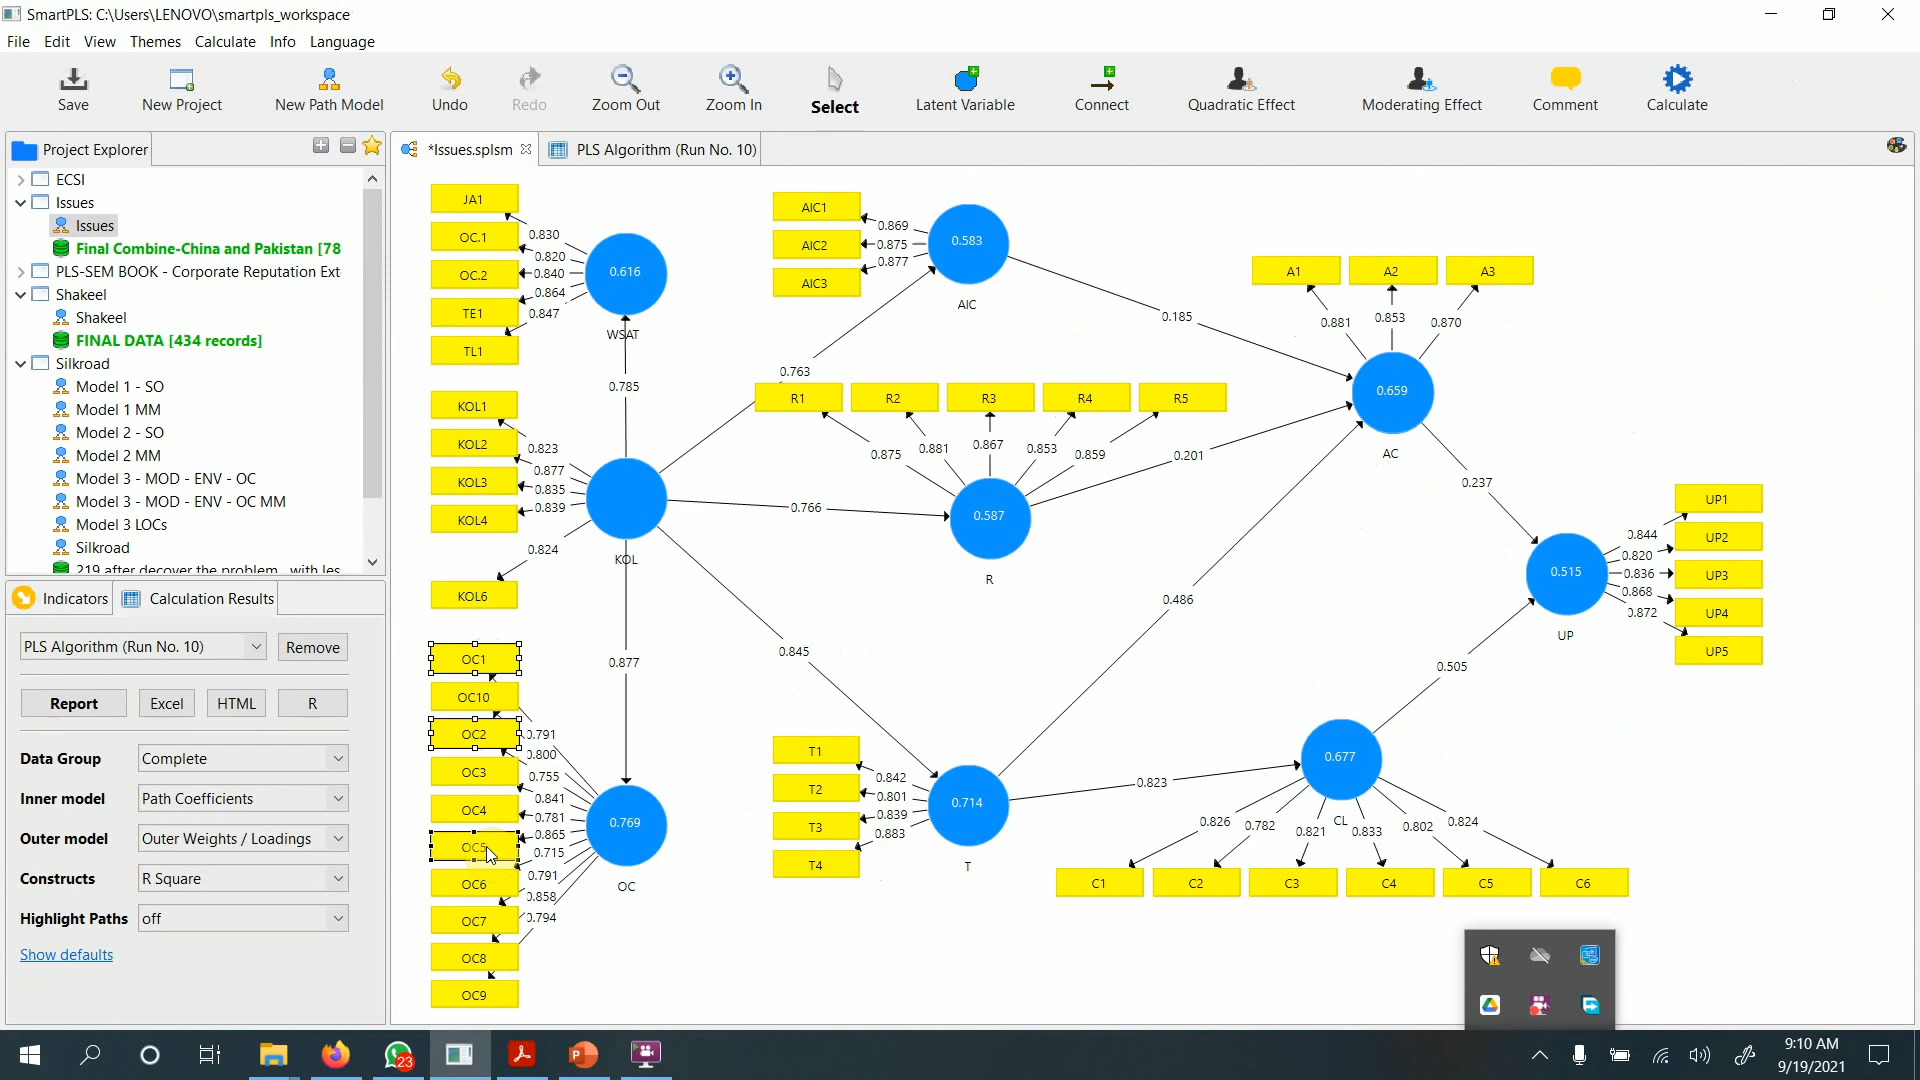 SmartPLS: C:\Users\LENOVO\smartpls_workspace
File Edit View Themes Calculate Info Language
Save New Project New Path Model Undo Redo Zoom Out Zoom In Select Latent Variable Connect Quadratic Effect Moderating Effect Comment Calculate
Project Explorer
*Issues.splsm PLS Algorithm (Run No. 10)
ECSI
Issues
Issues
Final Combine-China and Pakistan [78
PLS-SEM BOOK - Corporate Reputation Ext
Shakeel
Shakeel
FINAL DATA [434 records]
Silkroad
Model 1 - SO
Model 1 MM
Model 2 - SO
Model 2 MM
Model 3 - MOD - ENV - OC
Model 3 - MOD - ENV - OC MM
Model 3 LOCs
Silkroad
219 after decover the problem with les
Indicators Calculation Results
PLS Algorithm (Run No. 10) Remove
Report Excel HTML R
Data Group Complete
Inner model Path Coefficients
Outer model Outer Weights / Loadings
Constructs R Square
Highlight Paths off
Show defaults
JA1
OC.1
OC.2
TE1
TL1
0.830
0.820
0.840
0.864
0.847
0.616
WSAT
0.785
KOL1
KOL2
KOL3
KOL4
KOL6
0.823
0.877
0.835
0.839
0.824
KOL
0.877
OC1
OC10
OC2
OC3
OC4
OC5
OC6
OC7
OC8
OC9
0.791
0.800
0.755
0.841
0.781
0.865
0.715
0.791
0.858
0.794
0.769
OC
AIC1
AIC2
AIC3
0.869
0.875
0.877
0.583
AIC
0.763
0.185
R1 R2 R3 R4 R5
0.875 0.881 0.867 0.853 0.859
0.587
R
0.766
0.201
0.845
T1
T2
T3
T4
0.842
0.801
0.839
0.883
0.714
T
0.486
0.823
A1 A2 A3
0.881 0.853 0.870
0.659
AC
0.237
UP1
UP2
UP3
UP4
UP5
0.844
0.820
0.836
0.868
0.872
0.515
UP
0.505
0.677
CL
0.826 0.782 0.821 0.833 0.802 0.824
C1 C2 C3 C4 C5 C6
23
9:10 AM
9/19/2021